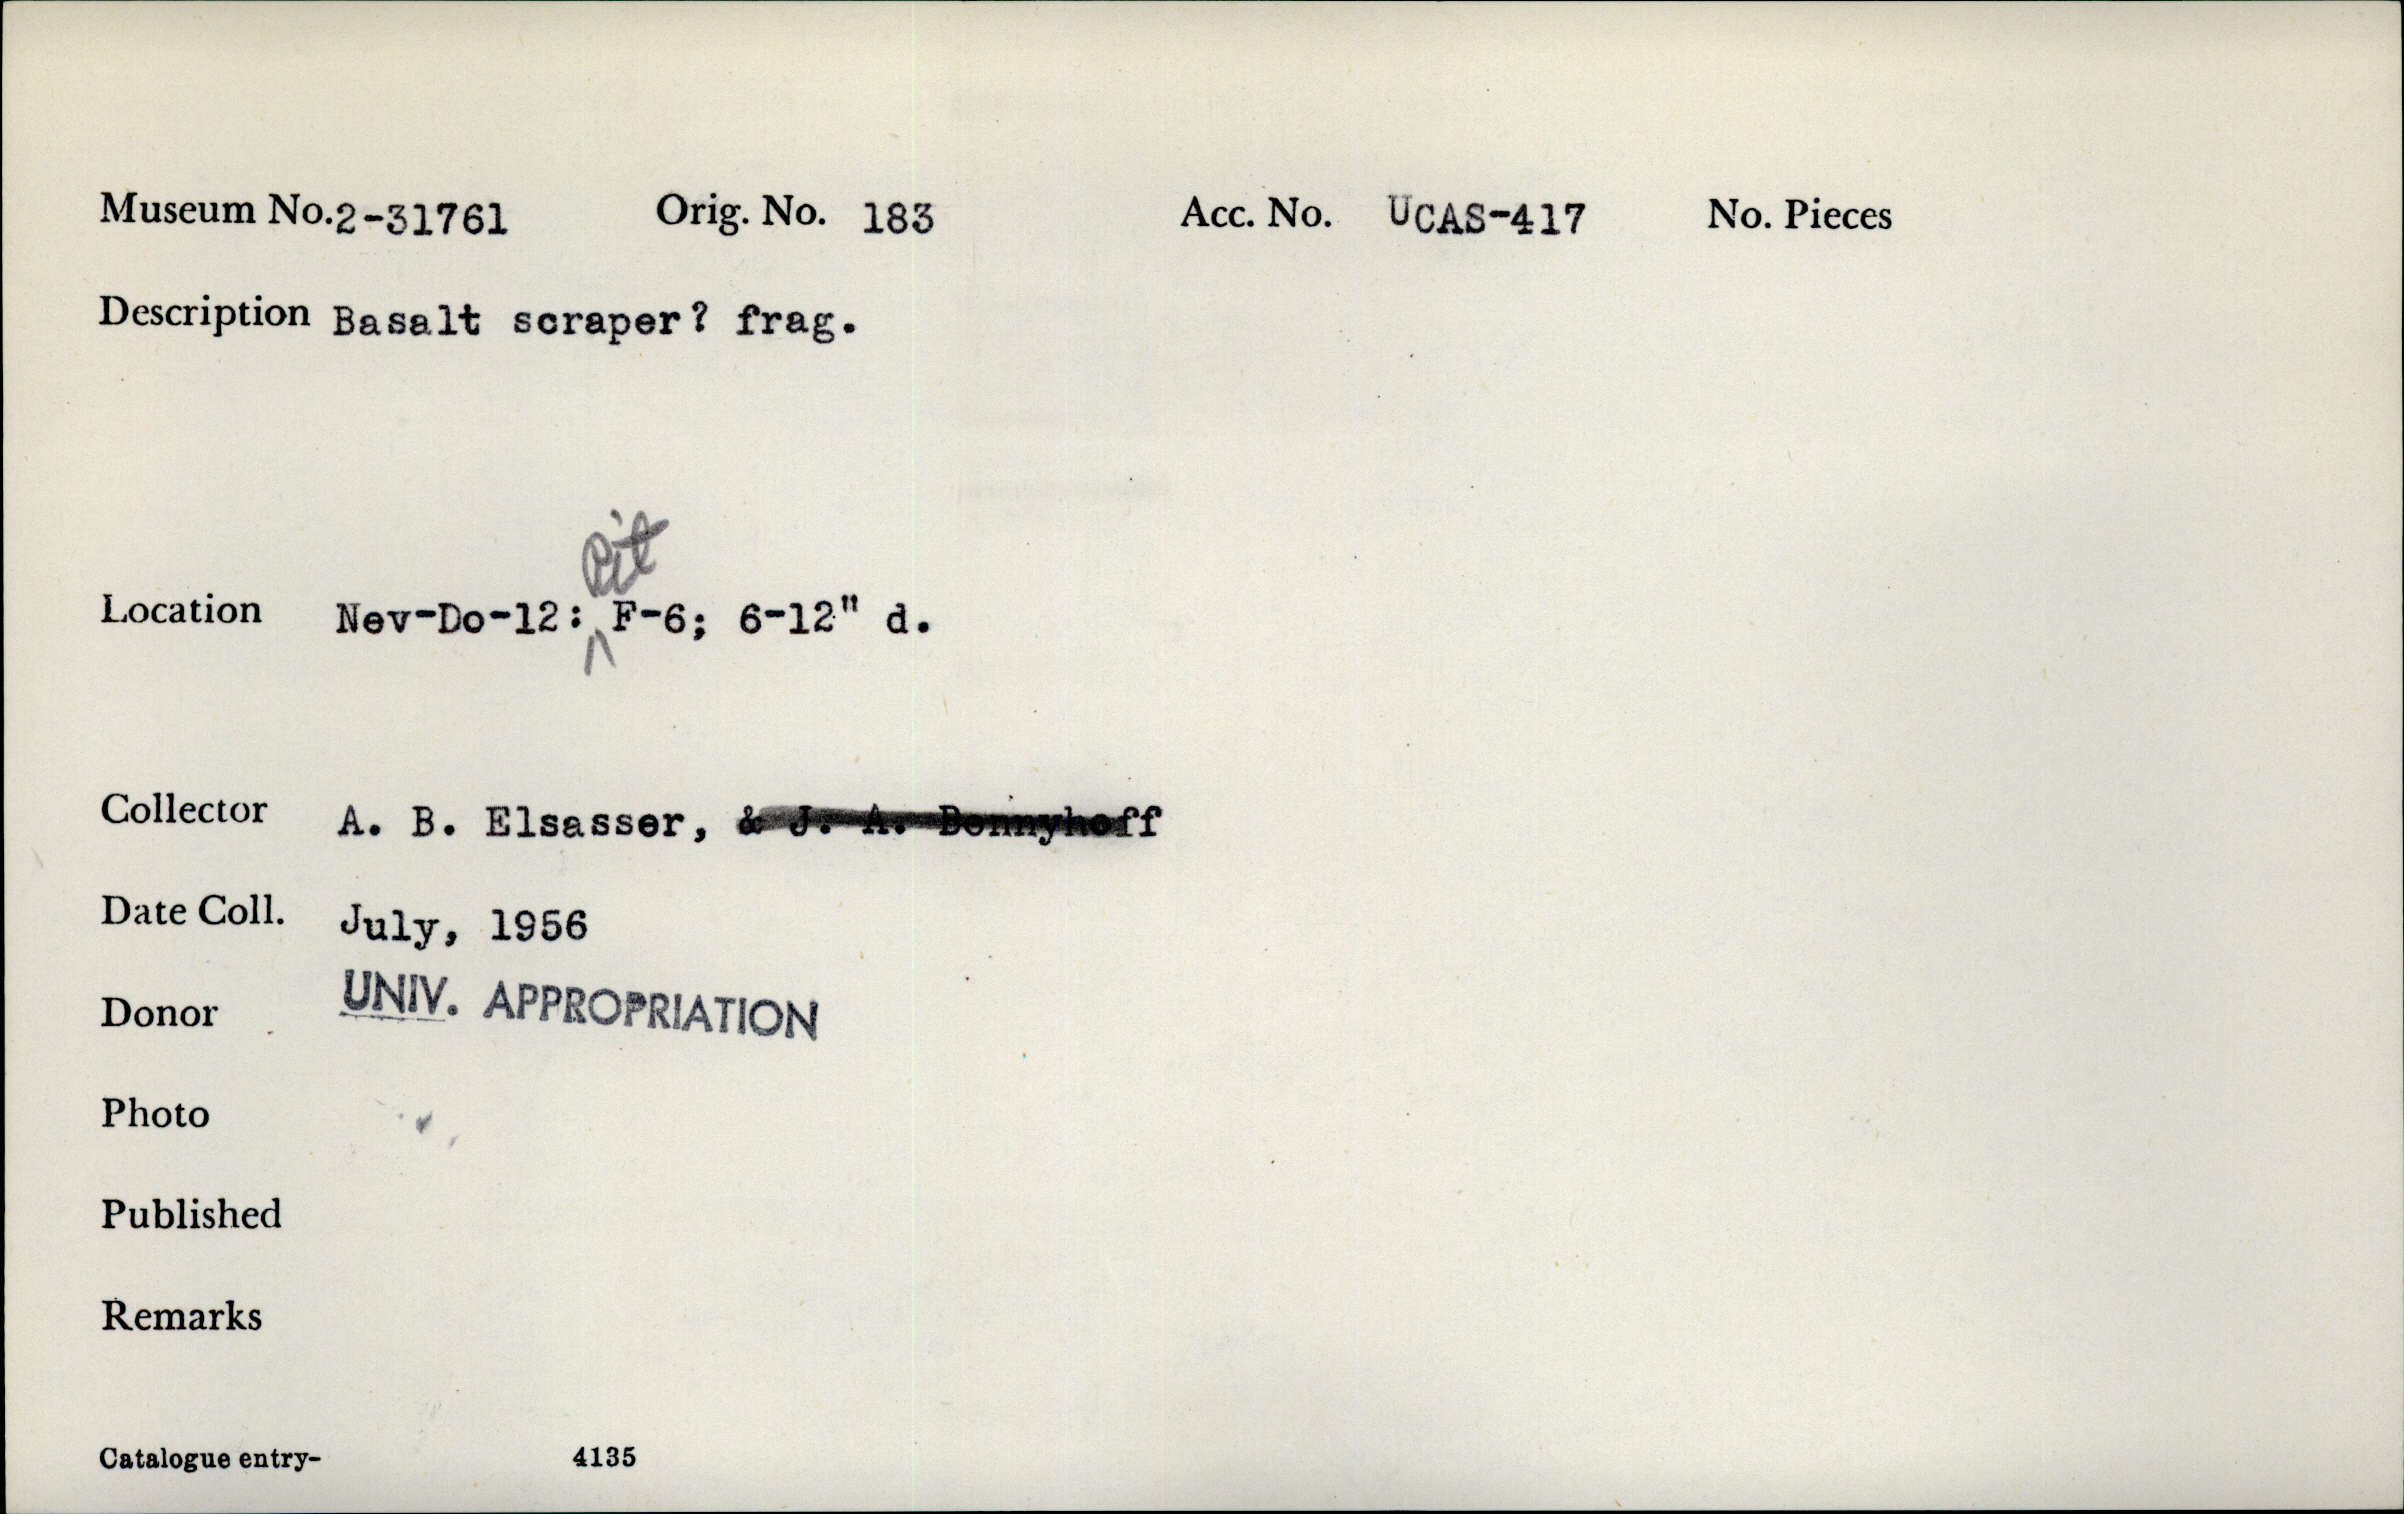 Museum No.2-31761 Orig. No. 183 Acc. No. UCAS-417 No. Pieces
Description Basalt scraper? frag.
Location Nev-Do-12: Pit F-6; 6-12" d.
Collector A. B. Elsasser, & J. A. Bennyhoff
Date Coll. July, 1956
Donor UNIV. APPROPRIATION
Photo
Published
Remarks
Catalogue entry- 4135